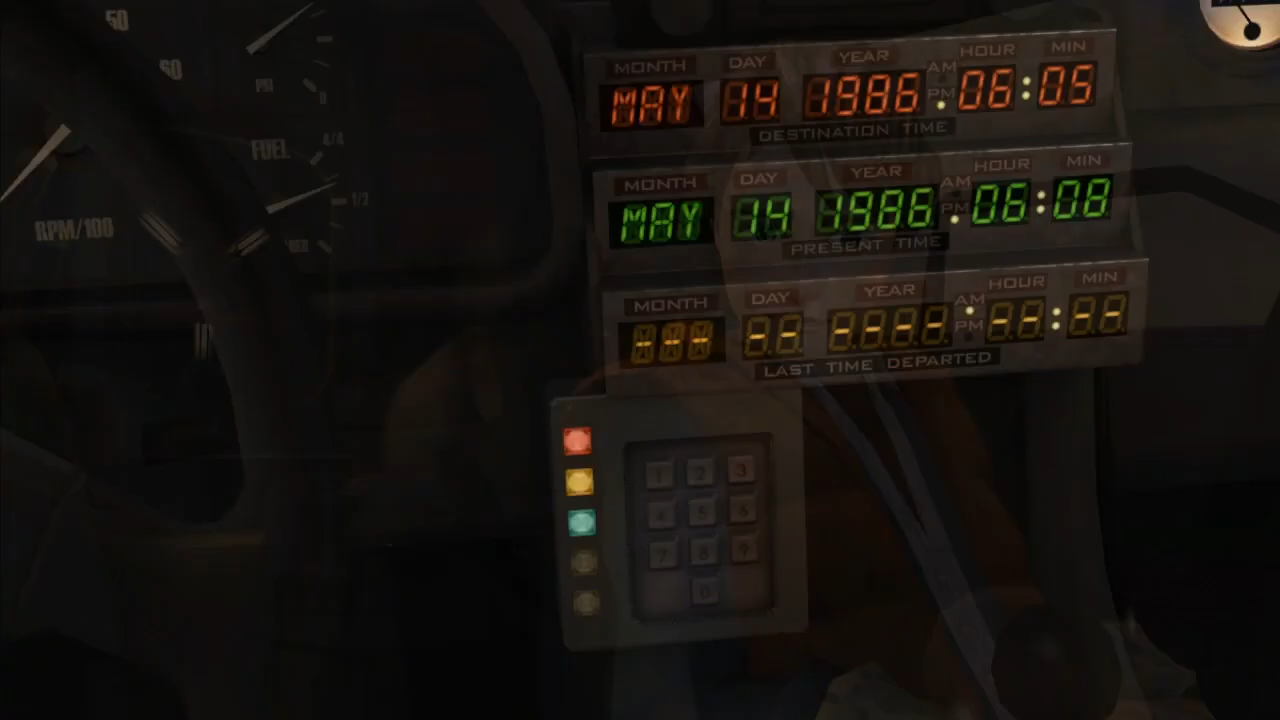 50
60
PSI
0
FUEL
4/4
1/2
RPM/100
MONTH DAY YEAR AM PM HOUR MIN
MAY 14 1986 06:05
DESTINATION TIME
MONTH DAY YEAR AM PM HOUR MIN
MAY 14 1986 08:08
PRESENT TIME
MONTH DAY YEAR AM PM HOUR MIN
--- -- ---- --:--
LAST TIME DEPARTED
1 2 3
4 5 6
7 8 9
0